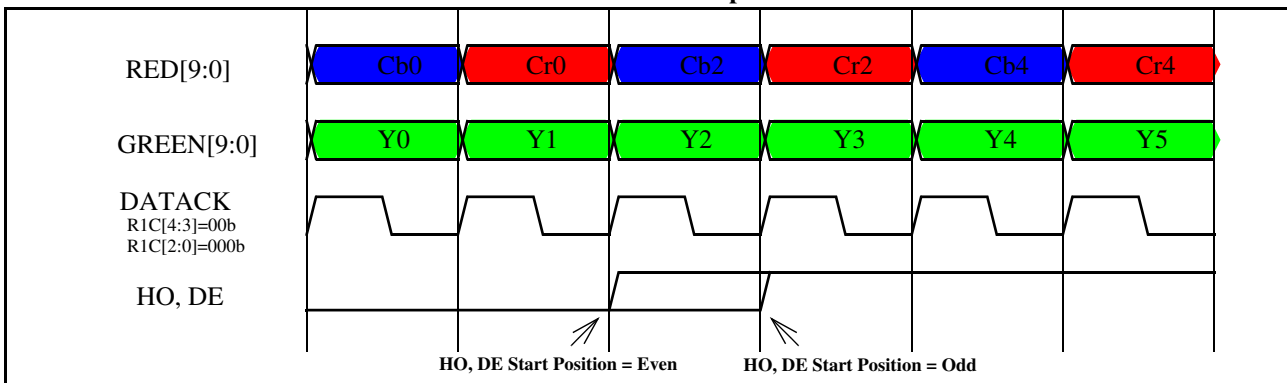 RED[9:0] Cb0 Cr0 Cb2 Cr2 Cb4 Cr4
GREEN[9:0] Y0 Y1 Y2 Y3 Y4 Y5
DATACK
R1C[4:3]=00b
R1C[2:0]=000b
HO, DE
HO, DE Start Position = Even HO, DE Start Position = Odd